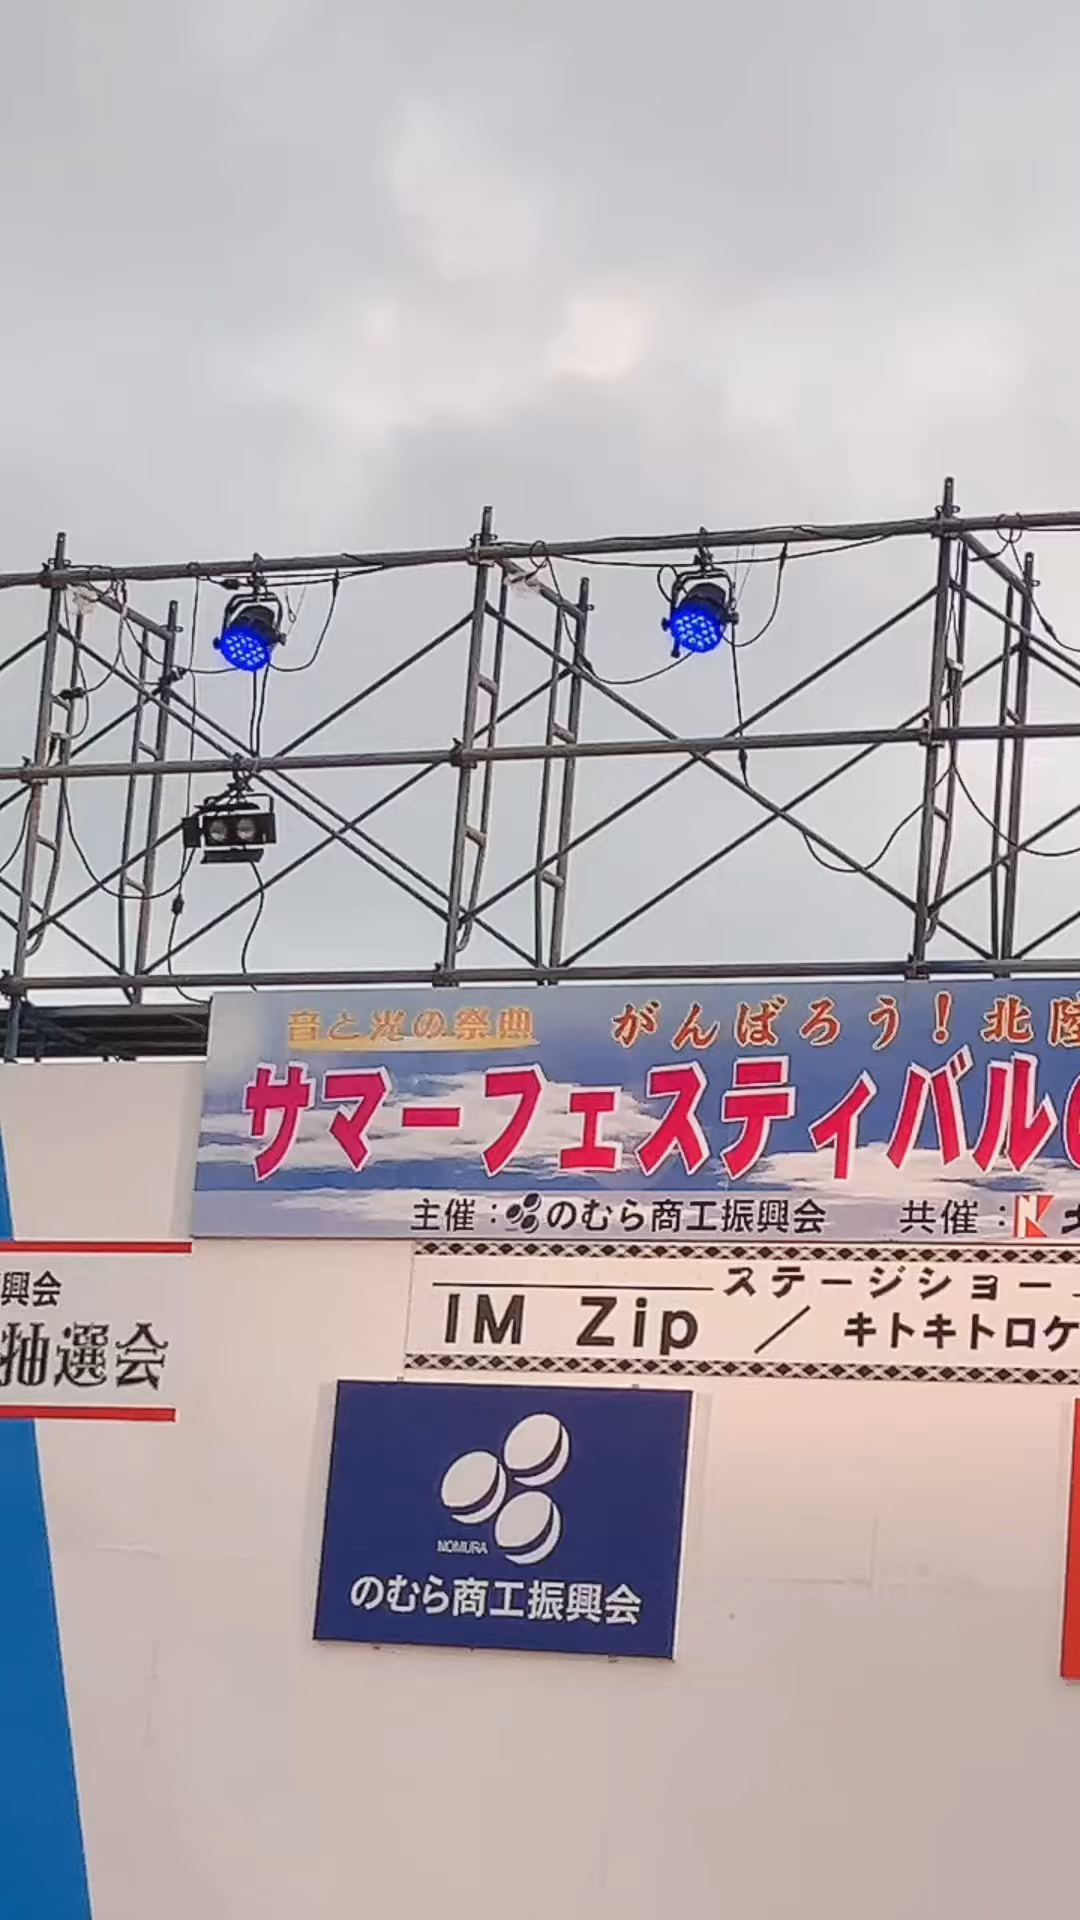 音と光の祭典
がんばろう！北陸
サマーフェスティバル
主催：のむら商工振興会 共催：
興会
抽選会
ステージショー
IM Zip ／ キトキトロケ
NOMURA
のむら商工振興会